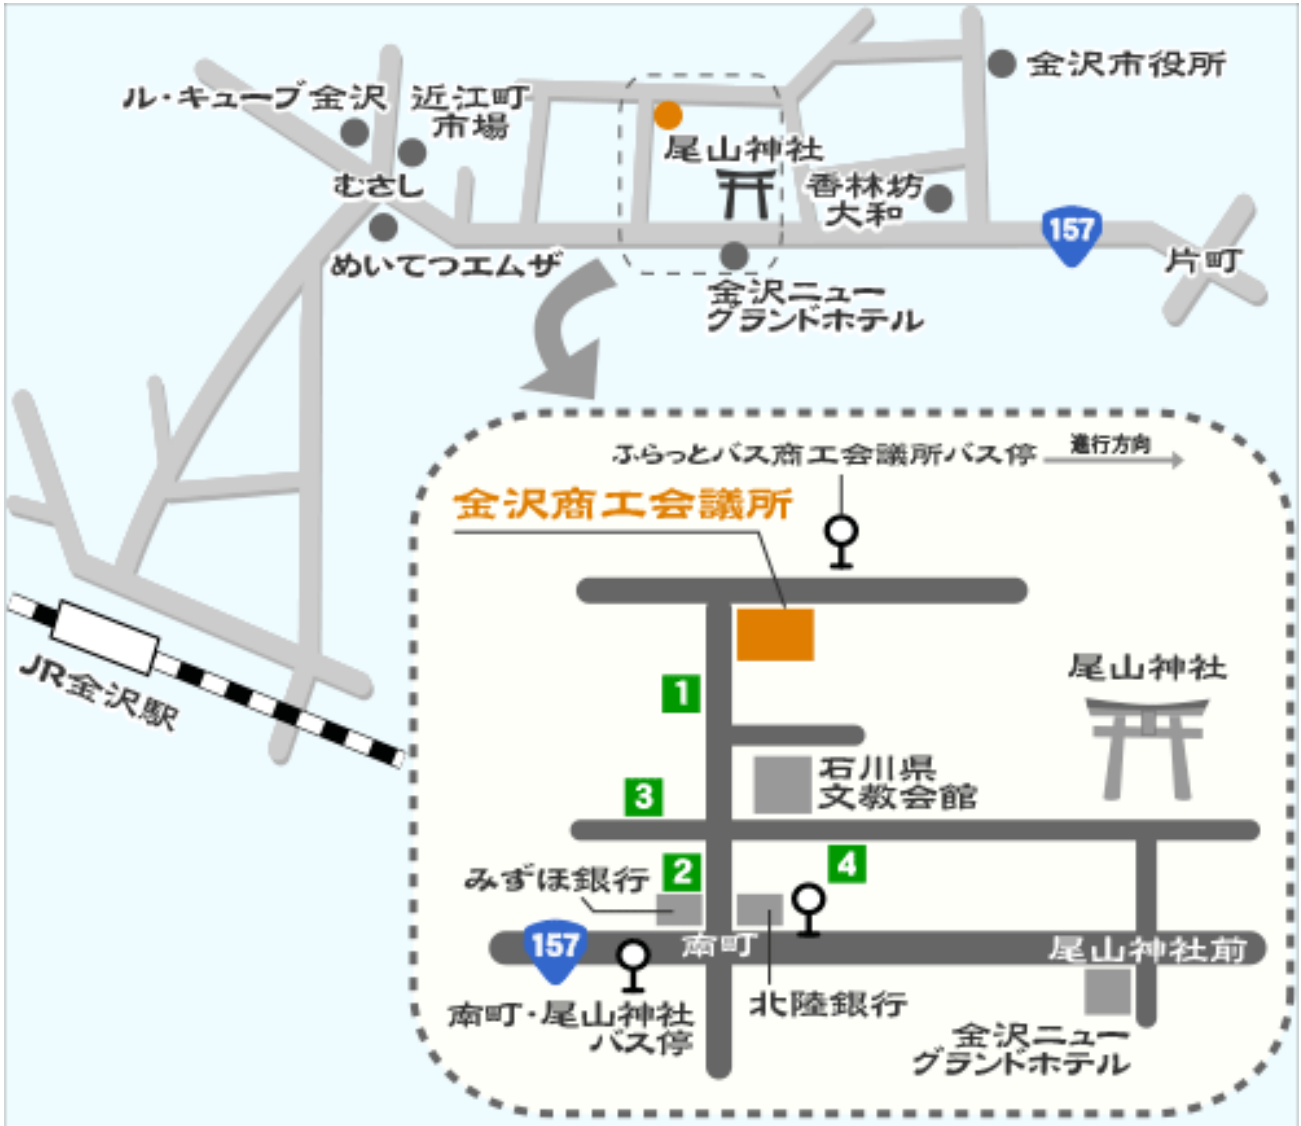 金沢市役所
ル・キューブ金沢
近江町
市場
尾山神社
むさし
香林坊
大和
157
めいてつエムザ
片町
金沢ニュー
グランドホテル
ふらっとバス商工会議所バス停
進行方向
金沢商工会議所
JR金沢駅
尾山神社
1
石川県
文教会館
3
4
みずほ銀行
2
157
南町
尾山神社前
南町・尾山神社
バス停
北陸銀行
金沢ニュー
グランドホテル